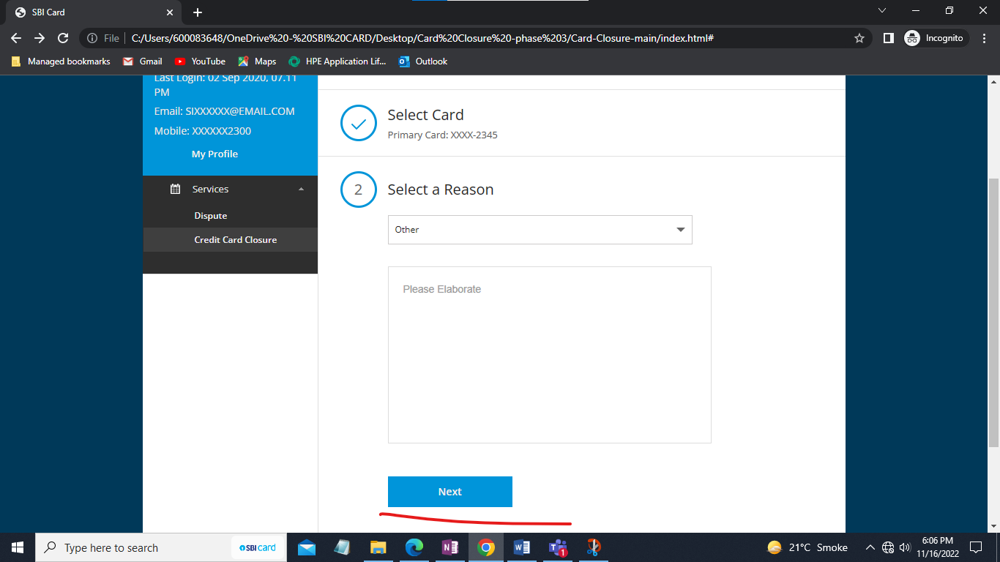 SBI Card
File
C:/Users/600083648/OneDrive%20-%20SBI%20CARD/Desktop/Card%20Closure%20-phase%203/Card-Closure-main/index.html#
Incognito
Managed bookmarks
Gmail
YouTube
Maps
HPE Application Lif...
Outlook
Last Login: 02 Sep 2020, 07.11
PM
Email: SIXXXXXX@EMAIL.COM
Mobile: XXXXXX2300
My Profile
Services
Dispute
Credit Card Closure
Select Card
Primary Card: XXXX-2345
2
Select a Reason
Other
Please Elaborate
Next
Type here to search
SBI card
N
W
1
21°C Smoke
6:06 PM
11/16/2022